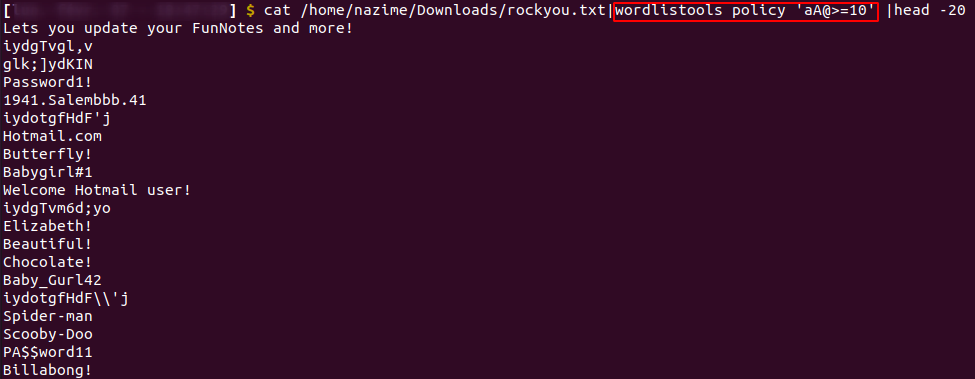 [ ] $ cat /home/nazime/Downloads/rockyou.txt|wordlistools policy 'aA@>=10' |head -20
Lets you update your FunNotes and more!
iydgTvgl,v
glk;]ydKIN
Password1!
1941.Salembbb.41
iydotgfHdF'j
Hotmail.com
Butterfly!
Babygirl#1
Welcome Hotmail user!
iydgTvm6d;yo
Elizabeth!
Beautiful!
Chocolate!
Baby_Gurl42
iydotgfHdF\\'j
Spider-man
Scooby-Doo
PA$$word11
Billabong!